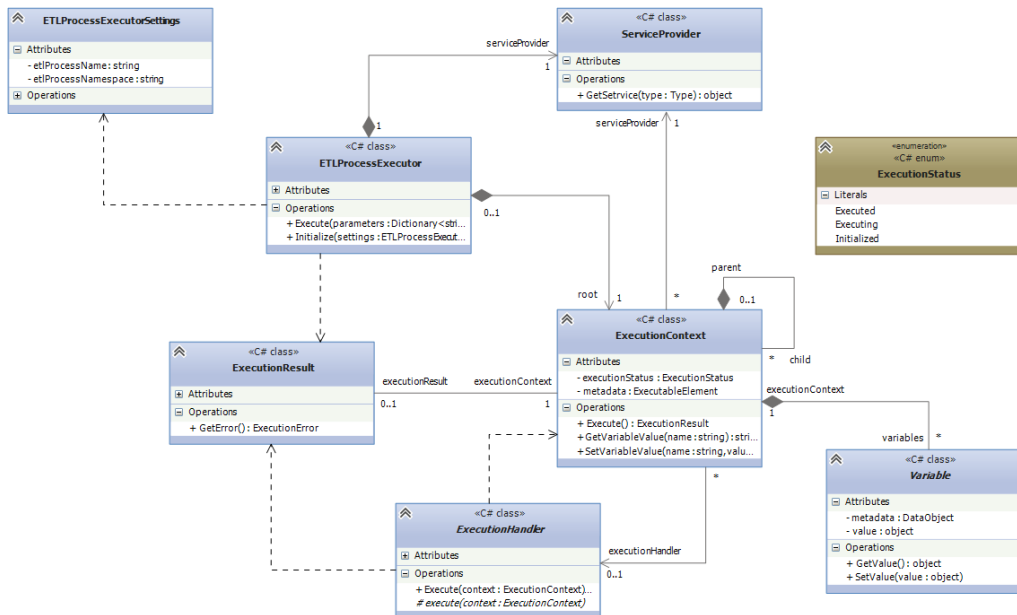 ETLProcessExecutorSettings
Attributes
- etlProcessName : string
- etlProcessNamespace : string
Operations
«C# class»
ServiceProvider
Attributes
Operations
+ GetSetrvice(type : Type) : object
serviceProvider
1
1
serviceProvider
1
«C# class»
ETLProcessExecutor
Attributes
Operations
+ Execute(parameters : Dictionary<stri...
+ Initialize(settings : ETLProcessExecut...
0..1
«enumeration»
«C# enum»
ExecutionStatus
Literals
Executed
Executing
Initialized
parent
0..1
root
1
*
* child
«C# class»
ExecutionContext
Attributes
- executionStatus : ExecutionStatus
- metadata : ExecutableElement
Operations
+ Execute() : ExecutionResult
+ GetVariableValue(name : string) : stri...
+ SetVariableValue(name : string, valu...
«C# class»
ExecutionResult
Attributes
Operations
+ GetError() : ExecutionError
executionResult
executionContext
0..1
1
executionContext
1
variables *
«C# class»
Variable
Attributes
- metadata : DataObject
- value : object
Operations
+ GetValue() : object
+ SetValue(value : object)
*
executionHandler
0..1
«C# class»
ExecutionHandler
Attributes
Operations
+ Execute(context : ExecutionContext)...
# execute(context : ExecutionContext)